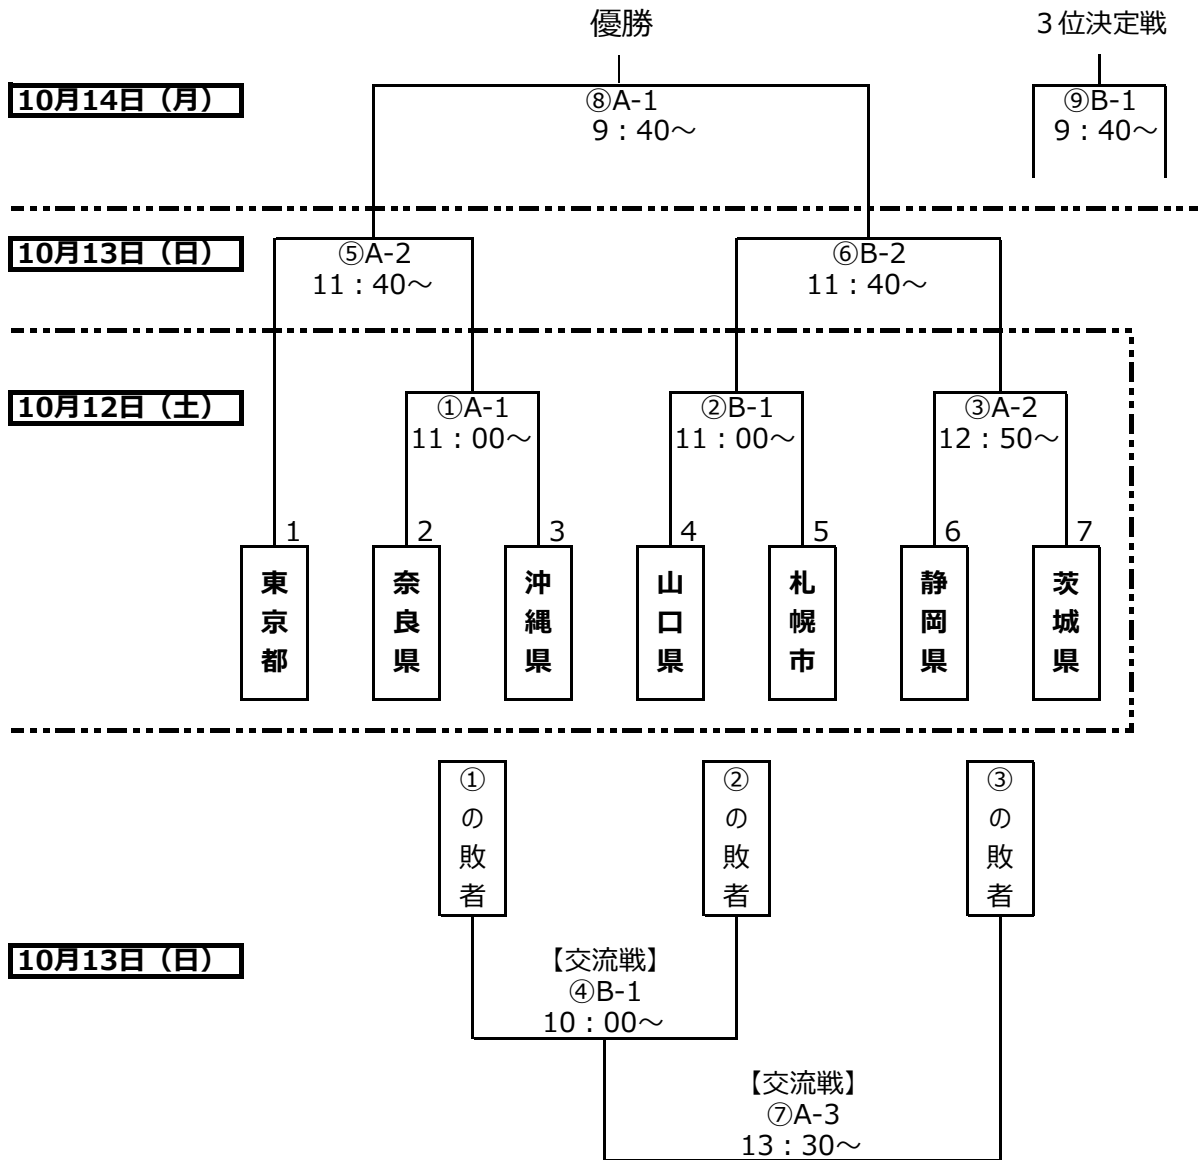 優勝
３位決定戦
10月14日（月）
⑧A-1
9：40～
⑨B-1
9：40～
10月13日（日）
⑤A-2
11：40～
⑥B-2
11：40～
10月12日（土）
①A-1
11：00～
②B-1
11：00～
③A-2
12：50～
1
2
3
4
5
6
7
東京都
奈良県
沖縄県
山口県
札幌市
静岡県
茨城県
①の敗者
②の敗者
③の敗者
10月13日（日）
【交流戦】
④B-1
10：00～
【交流戦】
⑦A-3
13：30～